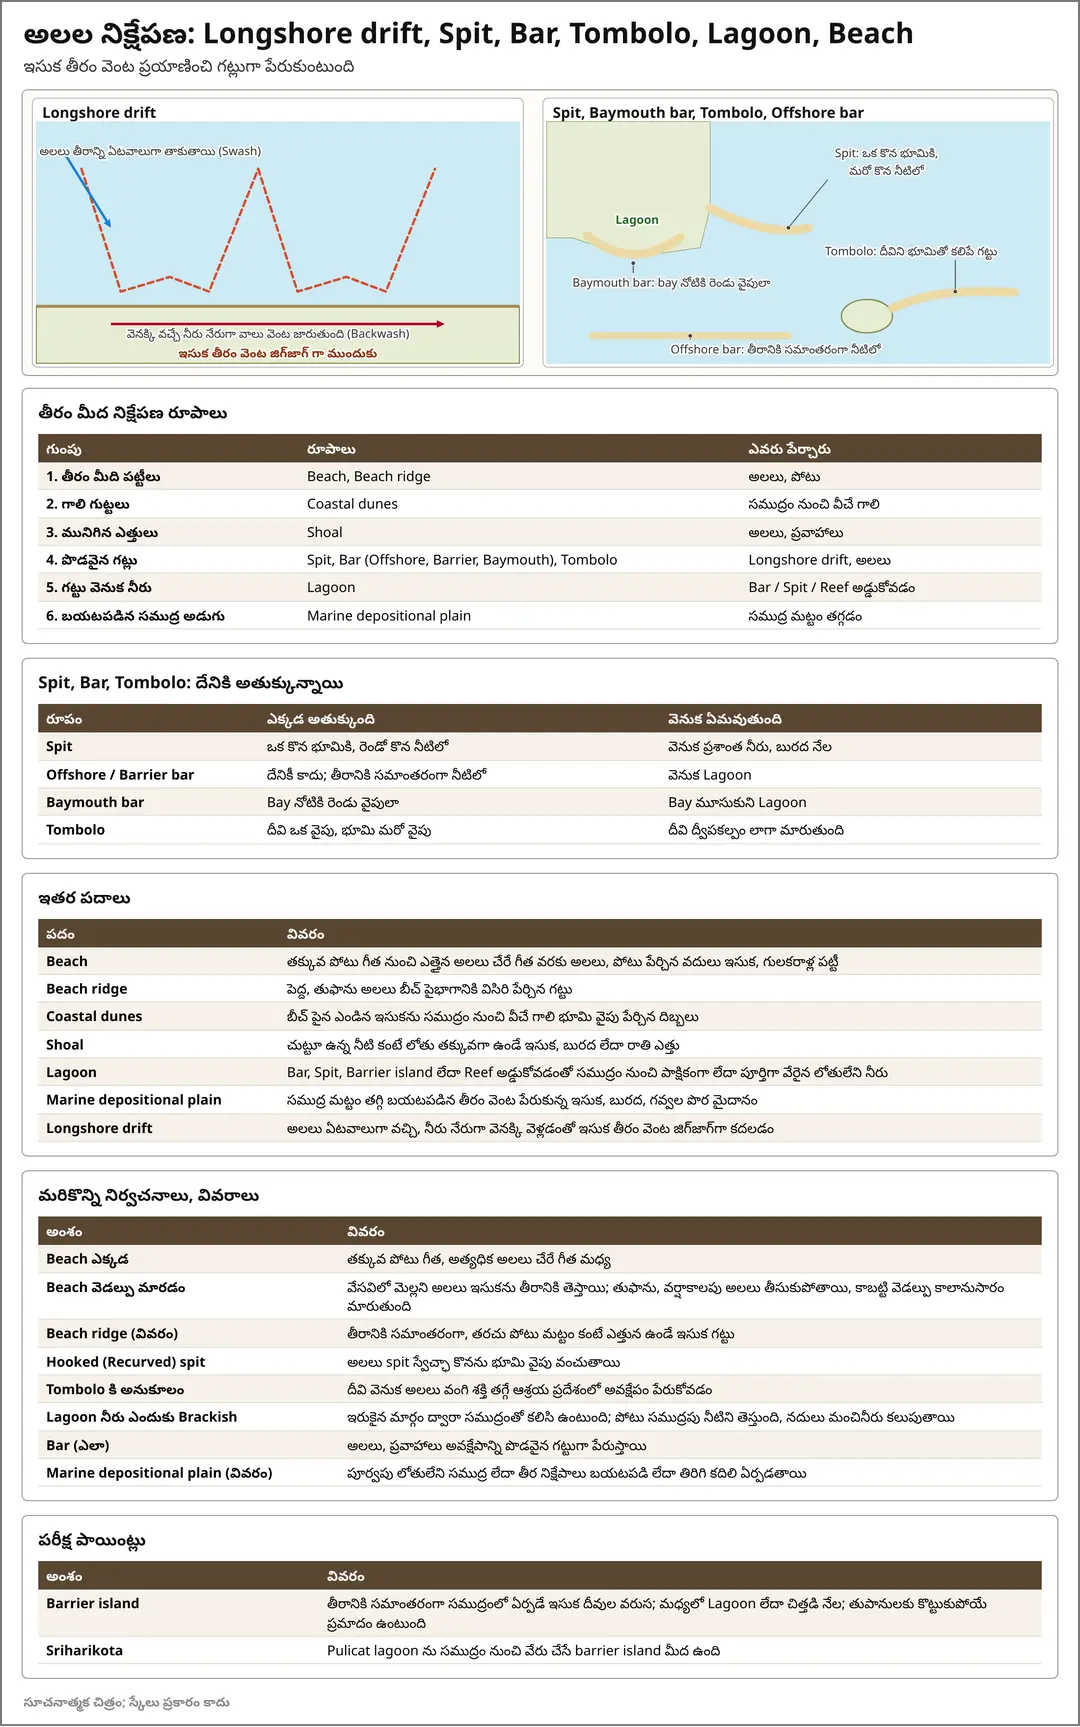 అలల నిక్షేపణ: Longshore drift, Spit, Bar, Tombolo, Lagoon, Beach
ఇసుక తీరం వెంట ప్రయాణించి గట్లుగా పేరుకుంటుంది
Longshore drift
అలలు తీరాన్ని ఏటవాలుగా తాకుతాయి (Swash)
వెనక్కి వచ్చే నీరు నేరుగా వాలు వెంట జారుతుంది (Backwash)
ఇసుక తీరం వెంట జిగ్‌జాగ్ గా ముందుకు
Spit, Baymouth bar, Tombolo, Offshore bar
Spit: ఒక కొన భూమికి,
మరో కొన నీటిలో
Lagoon
Tombolo: దీవిని భూమితో కలిపే గట్టు
Baymouth bar: bay నోటికి రెండు వైపులా
Offshore bar: తీరానికి సమాంతరంగా నీటిలో
తీరం మీద నిక్షేపణ రూపాలు
గుంపు రూపాలు ఎవరు పేర్చారు
1. తీరం మీది పట్టీలు Beach, Beach ridge అలలు, పోటు
2. గాలి గుట్టలు Coastal dunes సముద్రం నుంచి వీచే గాలి
3. మునిగిన ఎత్తులు Shoal అలలు, ప్రవాహాలు
4. పొడవైన గట్లు Spit, Bar (Offshore, Barrier, Baymouth), Tombolo Longshore drift, అలలు
5. గట్టు వెనుక నీరు Lagoon Bar / Spit / Reef అడ్డుకోవడం
6. బయటపడిన సముద్ర అడుగు Marine depositional plain సముద్ర మట్టం తగ్గడం
Spit, Bar, Tombolo: దేనికి అతుక్కున్నాయి
రూపం ఎక్కడ అతుక్కుంది వెనుక ఏమవుతుంది
Spit ఒక కొన భూమికి, రెండో కొన నీటిలో వెనుక ప్రశాంత నీరు, బురద నేల
Offshore / Barrier bar దేనికీ కాదు; తీరానికి సమాంతరంగా నీటిలో వెనుక Lagoon
Baymouth bar Bay నోటికి రెండు వైపులా Bay మూసుకుని Lagoon
Tombolo దీవి ఒక వైపు, భూమి మరో వైపు దీవి ద్వీపకల్పం లాగా మారుతుంది
ఇతర పదాలు
పదం వివరం
Beach తక్కువ పోటు గీత నుంచి ఎత్తైన అలలు చేరే గీత వరకు అలలు, పోటు పేర్చిన వదులు ఇసుక, గులకరాళ్ల పట్టీ
Beach ridge పెద్ద, తుఫాను అలలు బీచ్ పైభాగానికి విసిరి పేర్చిన గట్టు
Coastal dunes బీచ్ పైన ఎండిన ఇసుకను సముద్రం నుంచి వీచే గాలి భూమి వైపు పేర్చిన దిబ్బలు
Shoal చుట్టూ ఉన్న నీటి కంటే లోతు తక్కువగా ఉండే ఇసుక, బురద లేదా రాతి ఎత్తు
Lagoon Bar, Spit, Barrier island లేదా Reef అడ్డుకోవడంతో సముద్రం నుంచి పాక్షికంగా లేదా పూర్తిగా వేరైన లోతులేని నీరు
Marine depositional plain సముద్ర మట్టం తగ్గి బయటపడిన తీరం వెంట పేరుకున్న ఇసుక, బురద, గవ్వల పొర మైదానం
Longshore drift అలలు ఏటవాలుగా వచ్చి, నీరు నేరుగా వెనక్కి వెళ్లడంతో ఇసుక తీరం వెంట జిగ్‌జాగ్‌గా కదలడం
మరికొన్ని నిర్వచనాలు, వివరాలు
అంశం వివరం
Beach ఎక్కడ తక్కువ పోటు గీత, అత్యధిక అలలు చేరే గీత మధ్య
Beach వెడల్పు మారడం వేసవిలో మెల్లని అలలు ఇసుకను తీరానికి తెస్తాయి; తుఫాను, వర్షాకాలపు అలలు తీసుకుపోతాయి, కాబట్టి వెడల్పు కాలానుసారం
మారుతుంది
Beach ridge (వివరం) తీరానికి సమాంతరంగా, తరచు పోటు మట్టం కంటే ఎత్తున ఉండే ఇసుక గట్టు
Hooked (Recurved) spit అలలు spit స్వేచ్ఛా కొనను భూమి వైపు వంచుతాయి
Tombolo కి అనుకూలం దీవి వెనుక అలలు వంగి శక్తి తగ్గే ఆశ్రయ ప్రదేశంలో అవక్షేపం పేరుకోవడం
Lagoon నీరు ఎందుకు Brackish ఇరుకైన మార్గం ద్వారా సముద్రంతో కలిసి ఉంటుంది; పోటు సముద్రపు నీటిని తెస్తుంది, నదులు మంచినీరు కలుపుతాయి
Bar (ఎలా) అలలు, ప్రవాహాలు అవక్షేపాన్ని పొడవైన గట్టుగా పేరుస్తాయి
Marine depositional plain (వివరం) పూర్వపు లోతులేని సముద్ర లేదా తీర నిక్షేపాలు బయటపడి లేదా తిరిగి కదిలి ఏర్పడతాయి
పరీక్ష పాయింట్లు
అంశం వివరం
Barrier island తీరానికి సమాంతరంగా సముద్రంలో ఏర్పడే ఇసుక దీవుల వరుస; మధ్యలో Lagoon లేదా చిత్తడి నేల; తుపానులకు కొట్టుకుపోయే
ప్రమాదం ఉంటుంది
Sriharikota Pulicat lagoon ను సముద్రం నుంచి వేరు చేసే barrier island మీద ఉంది
సూచనాత్మక చిత్రం; స్కేలు ప్రకారం కాదు